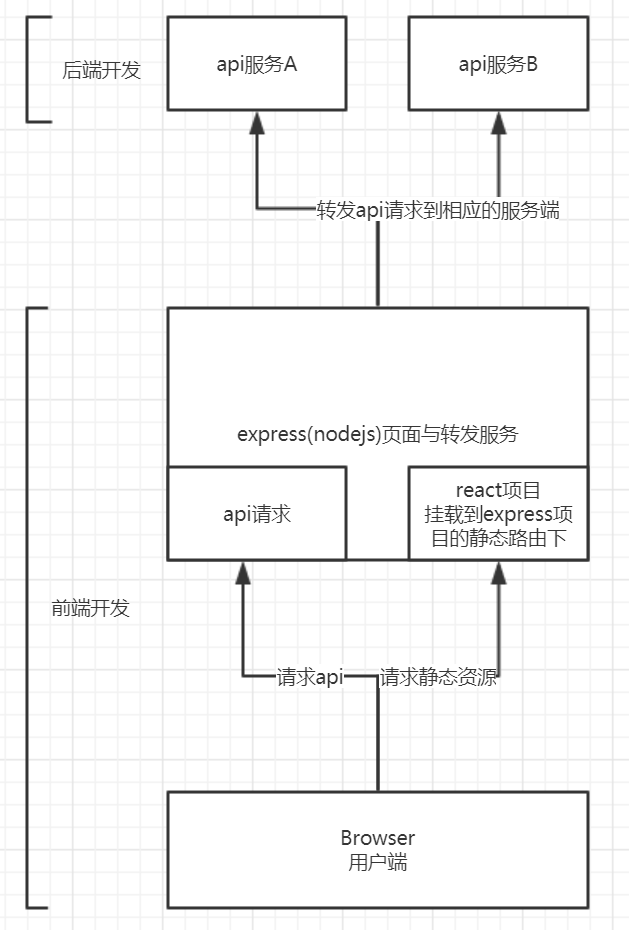 后端开发
api服务A
api服务B
转发api请求到相应的服务端
express(nodejs)页面与转发服务
api请求
react项目
挂载到express项
目的静态路由下
前端开发
请求api
请求静态资源
Browser
用户端